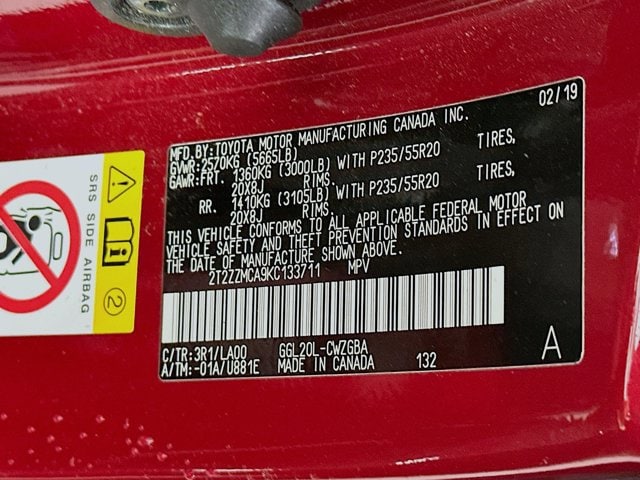 02/19
MFD.BY:TOYOTA MOTOR MANUFACTURING CANADA INC.
GVWR:2570KG (5665LB)
GAWR:FRT. 1360KG (3000LB) WITH P235/55R20 TIRES,
20X8J RIMS.
RR. 1410KG (3105LB) WITH P235/55R20 TIRES,
20X8J RIMS.
THIS VEHICLE CONFORMS TO ALL APPLICABLE FEDERAL MOTOR
VEHICLE SAFETY AND THEFT PREVENTION STANDARDS IN EFFECT ON
THE DATE OF MANUFACTURE SHOWN ABOVE.
2T2ZZMCA9KC133711 MPV
C/TR:3R1/LA00 GGL20L-CWZGBA
A/TM:-01A/U881E MADE IN CANADA 132
A
SRS SIDE AIRBAG
2